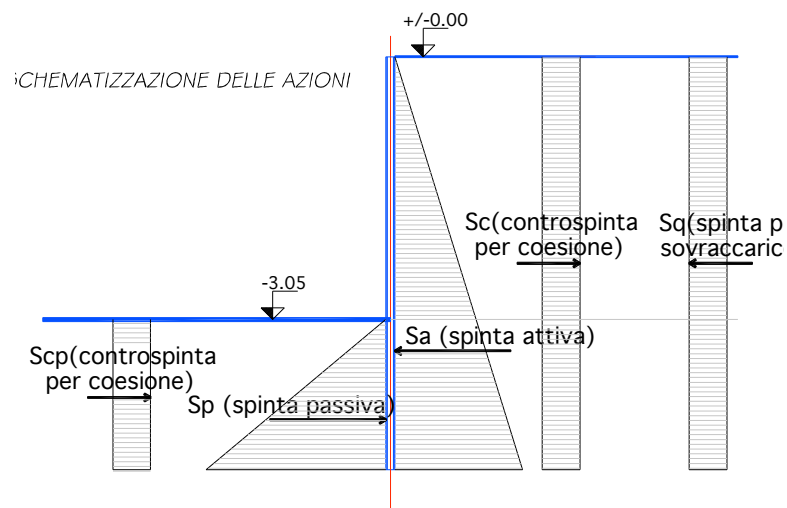 +/-0.00
SCHEMATIZZAZIONE DELLE AZIONI
Sc(controspinta
per coesione)
Sq(spinta p
sovraccaric
-3.05
Sa (spinta attiva)
Scp(controspinta
per coesione)
Sp (spinta passiva)